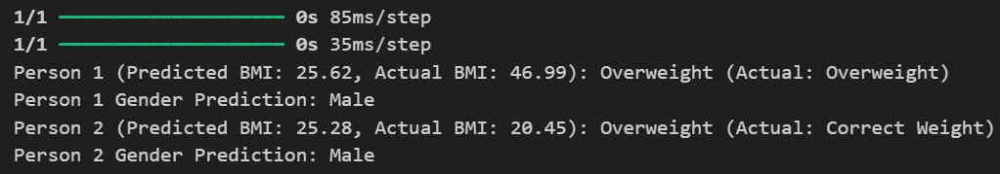 1/1 ━━━━━━━━━━━━━━━━━━━━ 0s 85ms/step
1/1 ━━━━━━━━━━━━━━━━━━━━ 0s 35ms/step
Person 1 (Predicted BMI: 25.62, Actual BMI: 46.99): Overweight (Actual: Overweight)
Person 1 Gender Prediction: Male
Person 2 (Predicted BMI: 25.28, Actual BMI: 20.45): Overweight (Actual: Correct Weight)
Person 2 Gender Prediction: Male